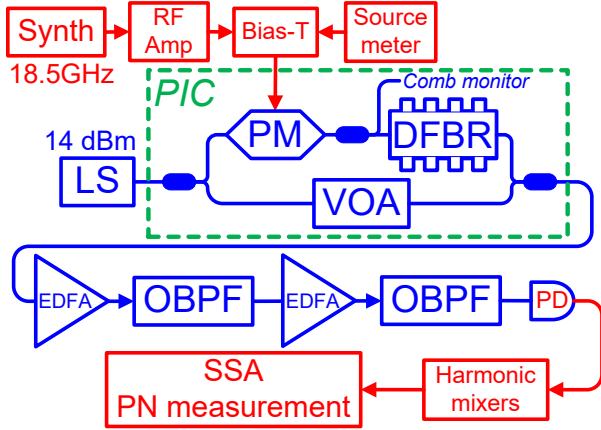 Synth
RF
Amp
Bias-T
Source
meter
18.5GHz
PIC
Comb monitor
14 dBm
PM
DFBR
LS
VOA
EDFA
OBPF
EDFA
OBPF
PD
SSA
PN measurement
Harmonic
mixers